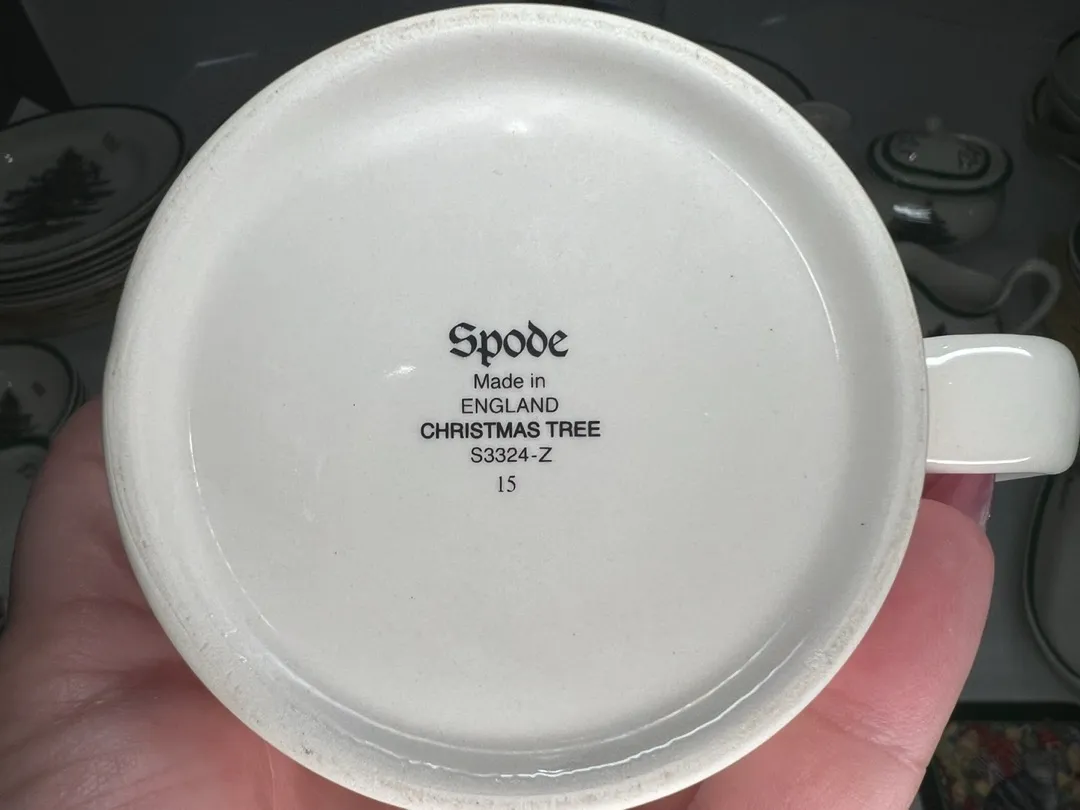 Spode
Made in
ENGLAND
CHRISTMAS TREE
S3324-Z
15